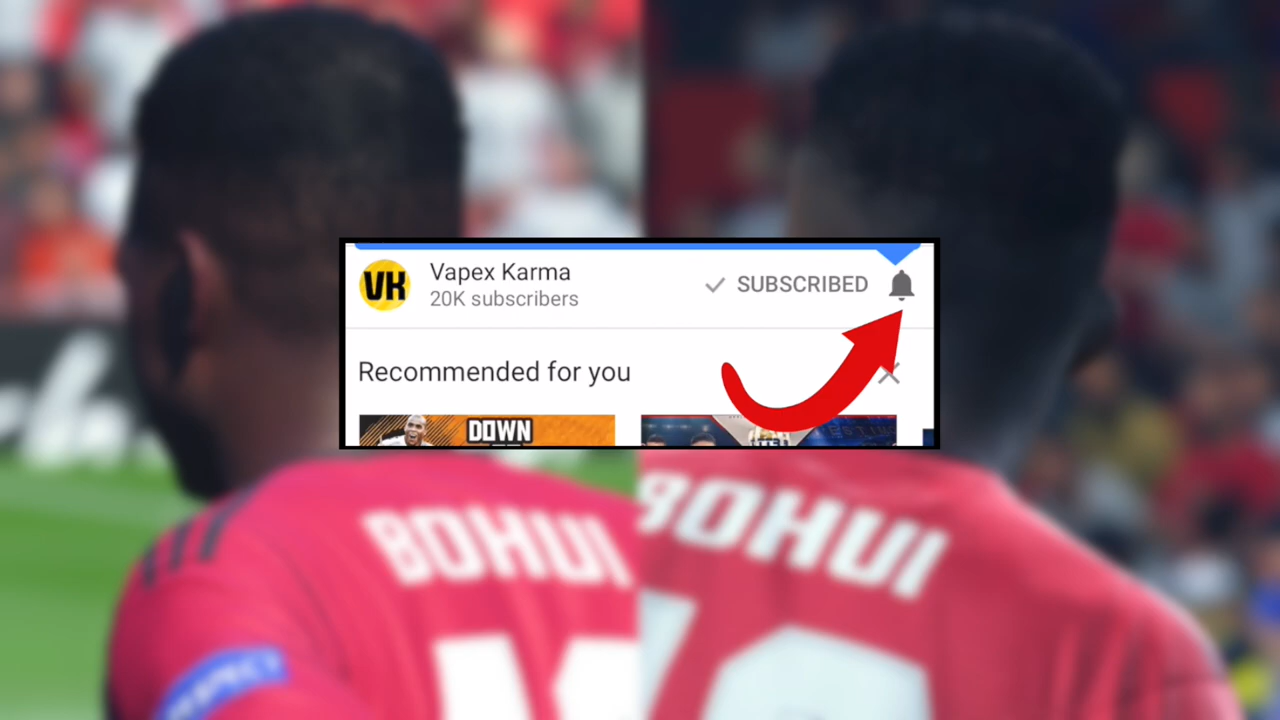 VK
Vapex Karma
20K subscribers
SUBSCRIBED
Recommended for you
DOWN
BOHUI
BOHUI